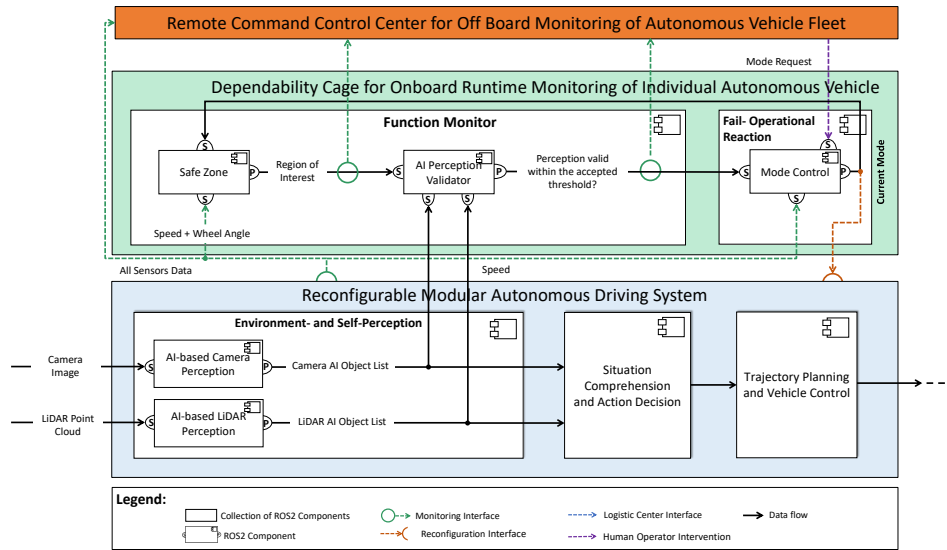 Remote Command Control Center for Off Board Monitoring of Autonomous Vehicle Fleet
Mode Request
Dependability Cage for Onboard Runtime Monitoring of Individual Autonomous Vehicle
Function Monitor
Fail- Operational
Reaction
S
Safe Zone
P
Region of
Interest
S
AI Perception
Validator
P
Perception valid
within the accepted
threshold?
S
S
Mode Control
P
Current Mode
S
S
S
S
Speed + Wheel Angle
All Sensors Data
Speed
Reconfigurable Modular Autonomous Driving System
Environment- and Self-Perception
Camera
Image
S
AI-based Camera
Perception
P
Camera AI Object List
LiDAR Point
Cloud
S
AI-based LiDAR
Perception
P
LiDAR AI Object List
Situation
Comprehension
and Action Decision
Trajectory Planning
and Vehicle Control
Legend:
Collection of ROS2 Components
Monitoring Interface
Logistic Center Interface
Data flow
ROS2 Component
Reconfiguration Interface
Human Operator Intervention